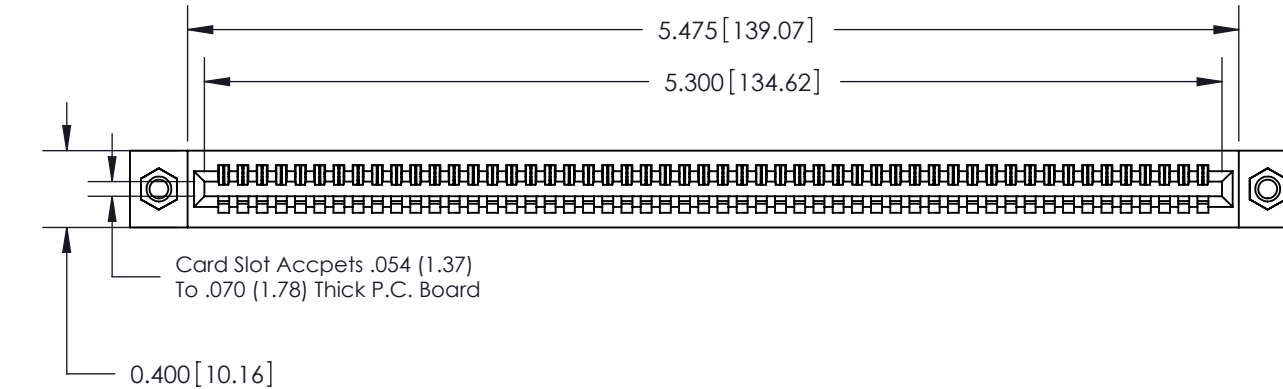 5.475[139.07]
5.300[134.62]
Card Slot Accpets .054 (1.37)
To .070 (1.78) Thick P.C. Board
0.400[10.16]